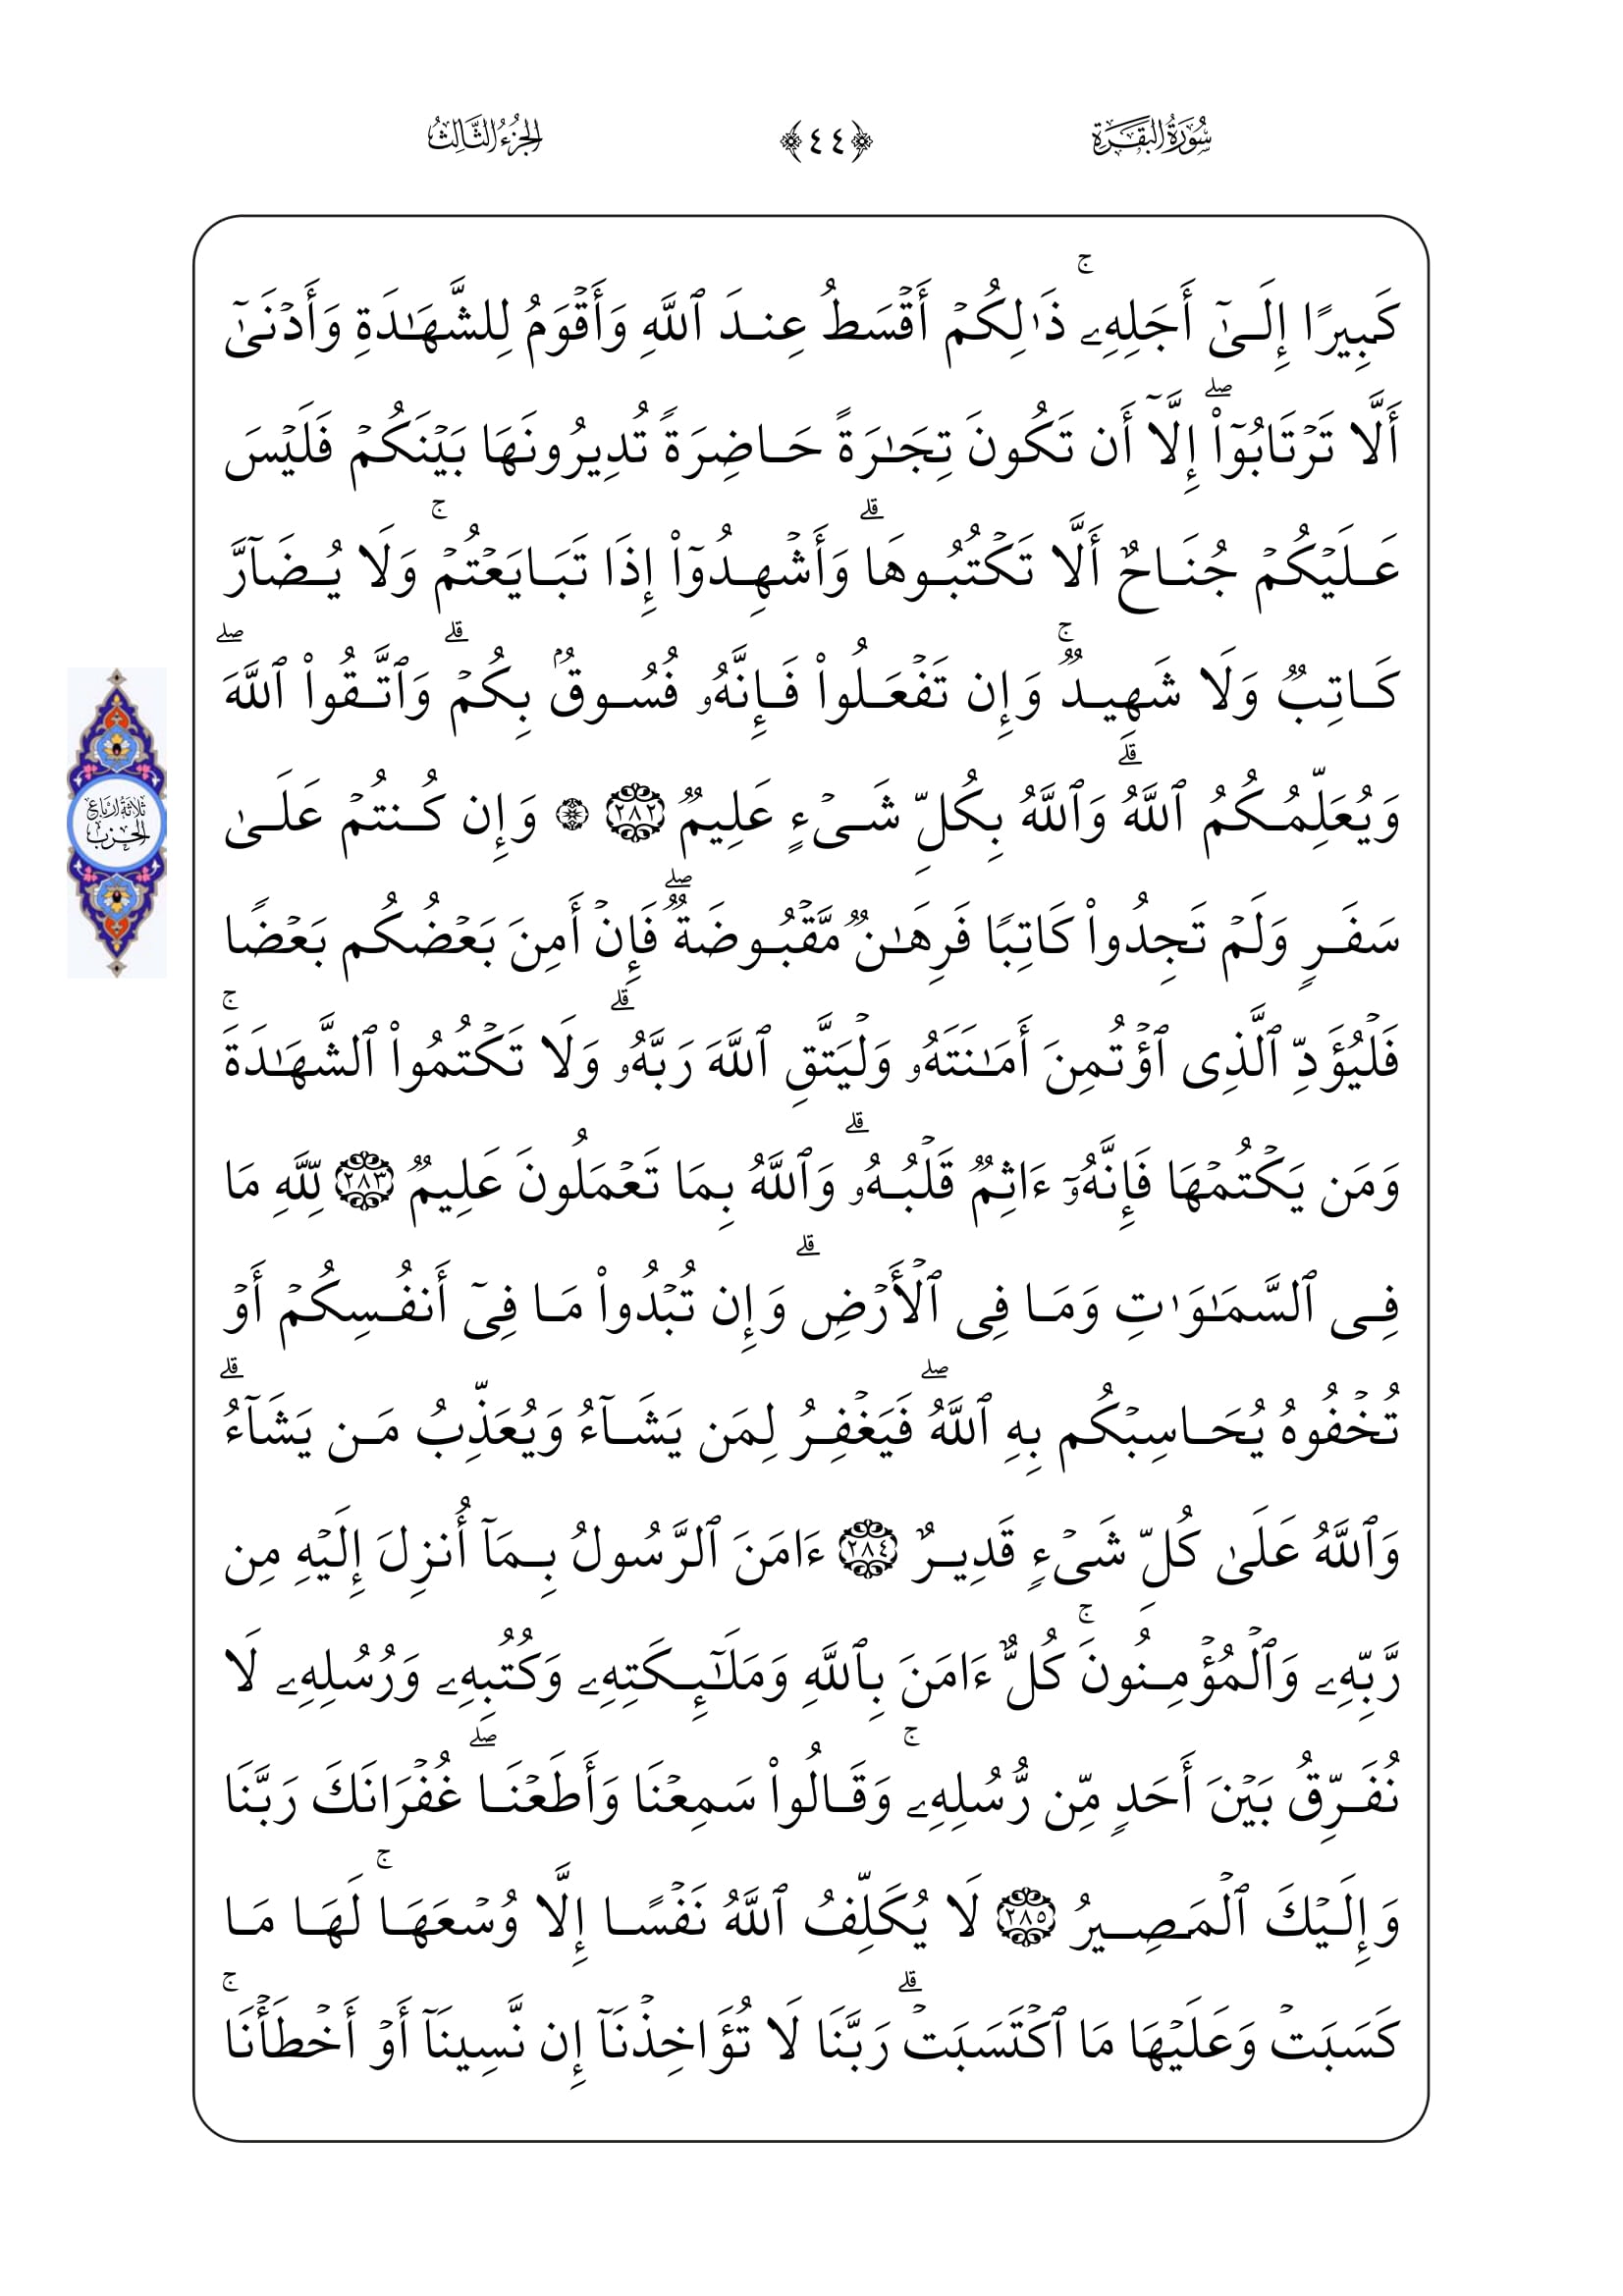 سُورَةُ البَقَرَة
﴿٤٤﴾
الجُزْءُ الثَّالِثُ
كَبِيرًا إِلَىٰٓ أَجَلِهِۦۚ ذَٰلِكُمۡ أَقۡسَطُ عِندَ ٱللَّهِ وَأَقۡوَمُ لِلشَّهَٰدَةِ وَأَدۡنَىٰٓ
أَلَّا تَرۡتَابُوٓاْۖ إِلَّآ أَن تَكُونَ تِجَٰرَةً حَاضِرَةٗ تُدِيرُونَهَا بَيۡنَكُمۡ فَلَيۡسَ
عَلَيۡكُمۡ جُنَاحٌ أَلَّا تَكۡتُبُوهَاۗ وَأَشۡهِدُوٓاْ إِذَا تَبَايَعۡتُمۡۚ وَلَا يُضَآرَّ
كَاتِبٞ وَلَا شَهِيدٞۚ وَإِن تَفۡعَلُواْ فَإِنَّهُۥ فُسُوقُۢ بِكُمۡۗ وَٱتَّقُواْ ٱللَّهَۖ
وَيُعَلِّمُكُمُ ٱللَّهُۗ وَٱللَّهُ بِكُلِّ شَيۡءٍ عَلِيمٞ ٢٨٢ ۞ وَإِن كُنتُمۡ عَلَىٰ
سَفَرٖ وَلَمۡ تَجِدُواْ كَاتِبٗا فَرِهَٰنٞ مَّقۡبُوضَةٞۖ فَإِنۡ أَمِنَ بَعۡضُكُم بَعۡضٗا
فَلۡيُؤَدِّ ٱلَّذِي ٱؤۡتُمِنَ أَمَٰنَتَهُۥ وَلۡيَتَّقِ ٱللَّهَ رَبَّهُۥۗ وَلَا تَكۡتُمُواْ ٱلشَّهَٰدَةَۚ
وَمَن يَكۡتُمۡهَا فَإِنَّهُۥٓ ءَاثِمٞ قَلۡبُهُۥۗ وَٱللَّهُ بِمَا تَعۡمَلُونَ عَلِيمٞ ٢٨٣ لِّلَّهِ مَا
فِي ٱلسَّمَٰوَٰتِ وَمَا فِي ٱلۡأَرۡضِۗ وَإِن تُبۡدُواْ مَا فِيٓ أَنفُسِكُمۡ أَوۡ
تُخۡفُوهُ يُحَاسِبۡكُم بِهِ ٱللَّهُۖ فَيَغۡفِرُ لِمَن يَشَآءُ وَيُعَذِّبُ مَن يَشَآءُۗ
وَٱللَّهُ عَلَىٰ كُلِّ شَيۡءٖ قَدِيرٌ ٢٨٤ ءَامَنَ ٱلرَّسُولُ بِمَآ أُنزِلَ إِلَيۡهِ مِن
رَّبِّهِۦ وَٱلۡمُؤۡمِنُونَۚ كُلٌّ ءَامَنَ بِٱللَّهِ وَمَلَٰٓئِكَتِهِۦ وَكُتُبِهِۦ وَرُسُلِهِۦ لَا
نُفَرِّقُ بَيۡنَ أَحَدٖ مِّن رُّسُلِهِۦۚ وَقَالُواْ سَمِعۡنَا وَأَطَعۡنَاۖ غُفۡرَانَكَ رَبَّنَا
وَإِلَيۡكَ ٱلۡمَصِيرُ ٢٨٥ لَا يُكَلِّفُ ٱللَّهُ نَفۡسًا إِلَّا وُسۡعَهَاۚ لَهَا مَا
كَسَبَتۡ وَعَلَيۡهَا مَا ٱكۡتَسَبَتۡۗ رَبَّنَا لَا تُؤَاخِذۡنَآ إِن نَّسِينَآ أَوۡ أَخۡطَأۡنَاۚ
ثَلَاثَةُ أَرْبَاعِ
الحِزْب